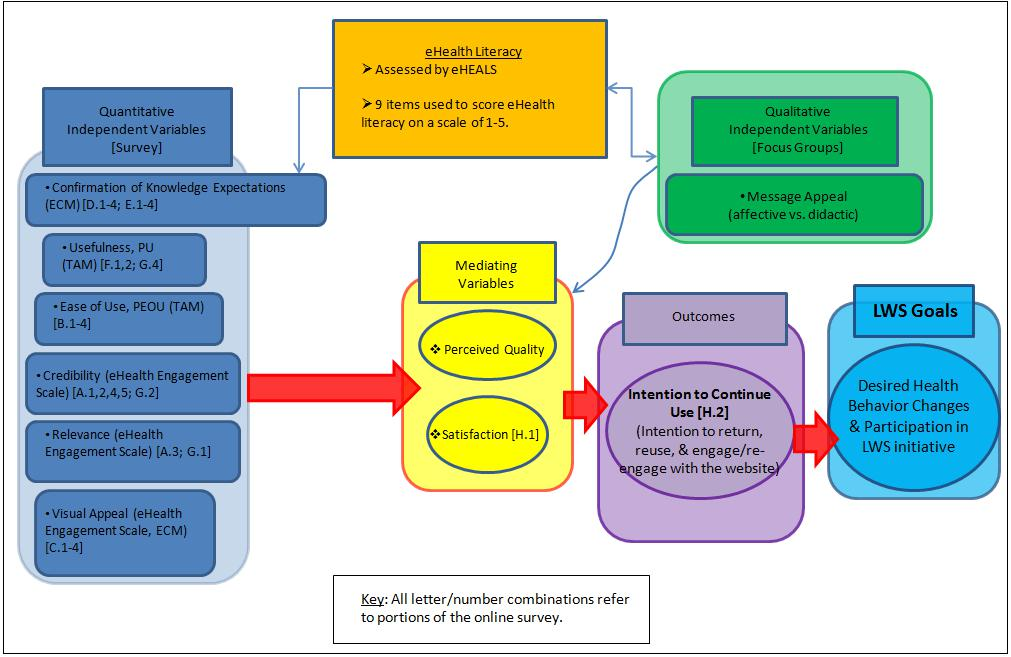 eHealth Literacy
➢ Assessed by eHEALS
➢ 9 items used to score eHealth
literacy on a scale of 1-5.
Quantitative
Independent Variables
[Survey]
•Confirmation of Knowledge Expectations
(ECM) [D.1-4; E.1-4]
• Usefulness, PU
(TAM) [F.1,2; G.4]
• Ease of Use, PEOU (TAM)
[B.1-4]
•Credibility (eHealth Engagement
Scale) [A.1,2,4,5; G.2]
•Relevance (eHealth
Engagement Scale) [A.3; G.1]
•Visual Appeal (eHealth
Engagement Scale, ECM)
[C.1-4]
Qualitative
Independent Variables
[Focus Groups]
• Message Appeal
(affective vs. didactic)
Mediating
Variables
❖ Perceived Quality
❖Satisfaction [H.1]
Outcomes
Intention to Continue
Use [H.2]
(Intention to return,
reuse, & engage/re-
engage with the website)
LWS Goals
Desired Health
Behavior Changes
& Participation in
LWS initiative
Key: All letter/number combinations refer
to portions of the online survey.